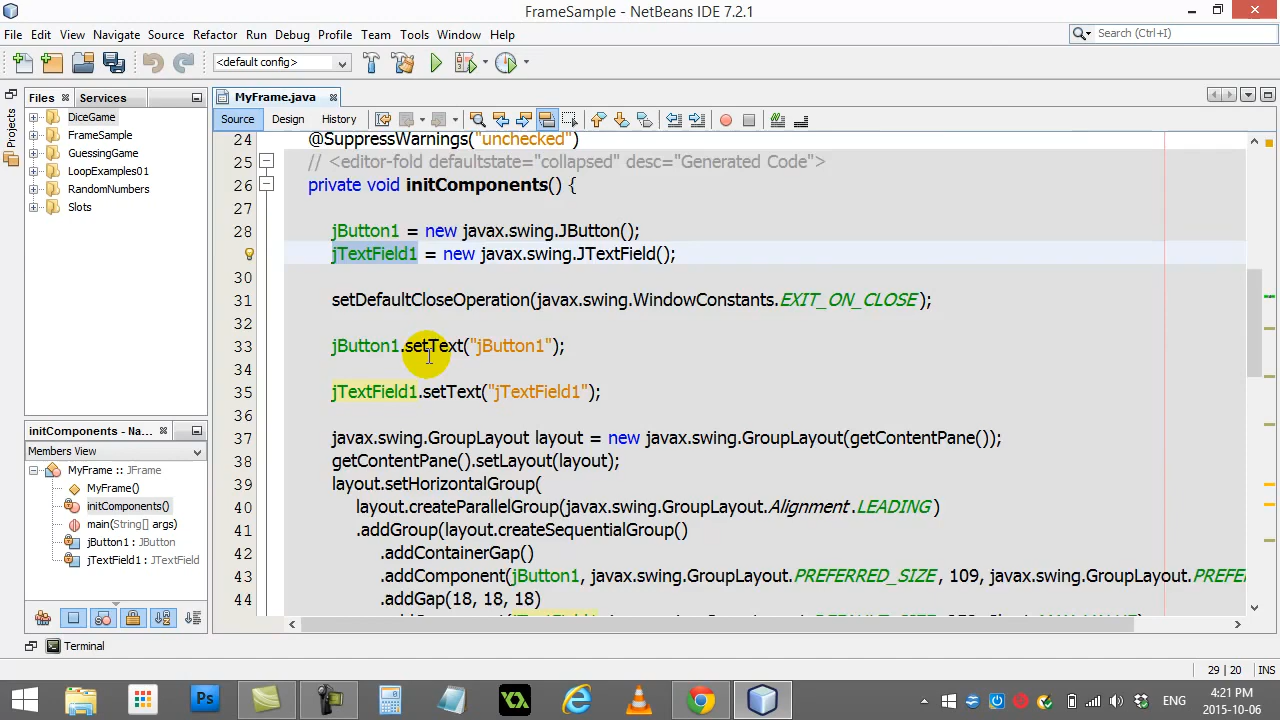 FrameSample - NetBeans IDE 7.2.1
File Edit View Navigate Source Refactor Run Debug Profile Team Tools Window Help
Search (Ctrl+I)
<default config>
Projects
Files Services
DiceGame
FrameSample
GuessingGame
LoopExamples01
RandomNumbers
Slots
initComponents - Na...
Members View
MyFrame :: JFrame
MyFrame()
initComponents()
main(String[] args)
jButton1 : JButton
jTextField1 : JTextField
MyFrame.java
Source Design History
24 @SuppressWarnings("unchecked")
25 // <editor-fold defaultstate="collapsed" desc="Generated Code">
26 private void initComponents() {
27
28 jButton1 = new javax.swing.JButton();
jTextField1 = new javax.swing.JTextField();
30
31 setDefaultCloseOperation(javax.swing.WindowConstants.EXIT_ON_CLOSE);
32
33 jButton1.setText("jButton1");
34
35 jTextField1.setText("jTextField1");
36
37 javax.swing.GroupLayout layout = new javax.swing.GroupLayout(getContentPane());
38 getContentPane().setLayout(layout);
39 layout.setHorizontalGroup(
40 layout.createParallelGroup(javax.swing.GroupLayout.Alignment.LEADING)
41 .addGroup(layout.createSequentialGroup()
42 .addContainerGap()
43 .addComponent(jButton1, javax.swing.GroupLayout.PREFERRED_SIZE, 109, javax.swing.GroupLayout.PREFE
44 .addGap(18, 18, 18)
Terminal
29 | 20 INS
Ps
ENG
4:21 PM
2015-10-06